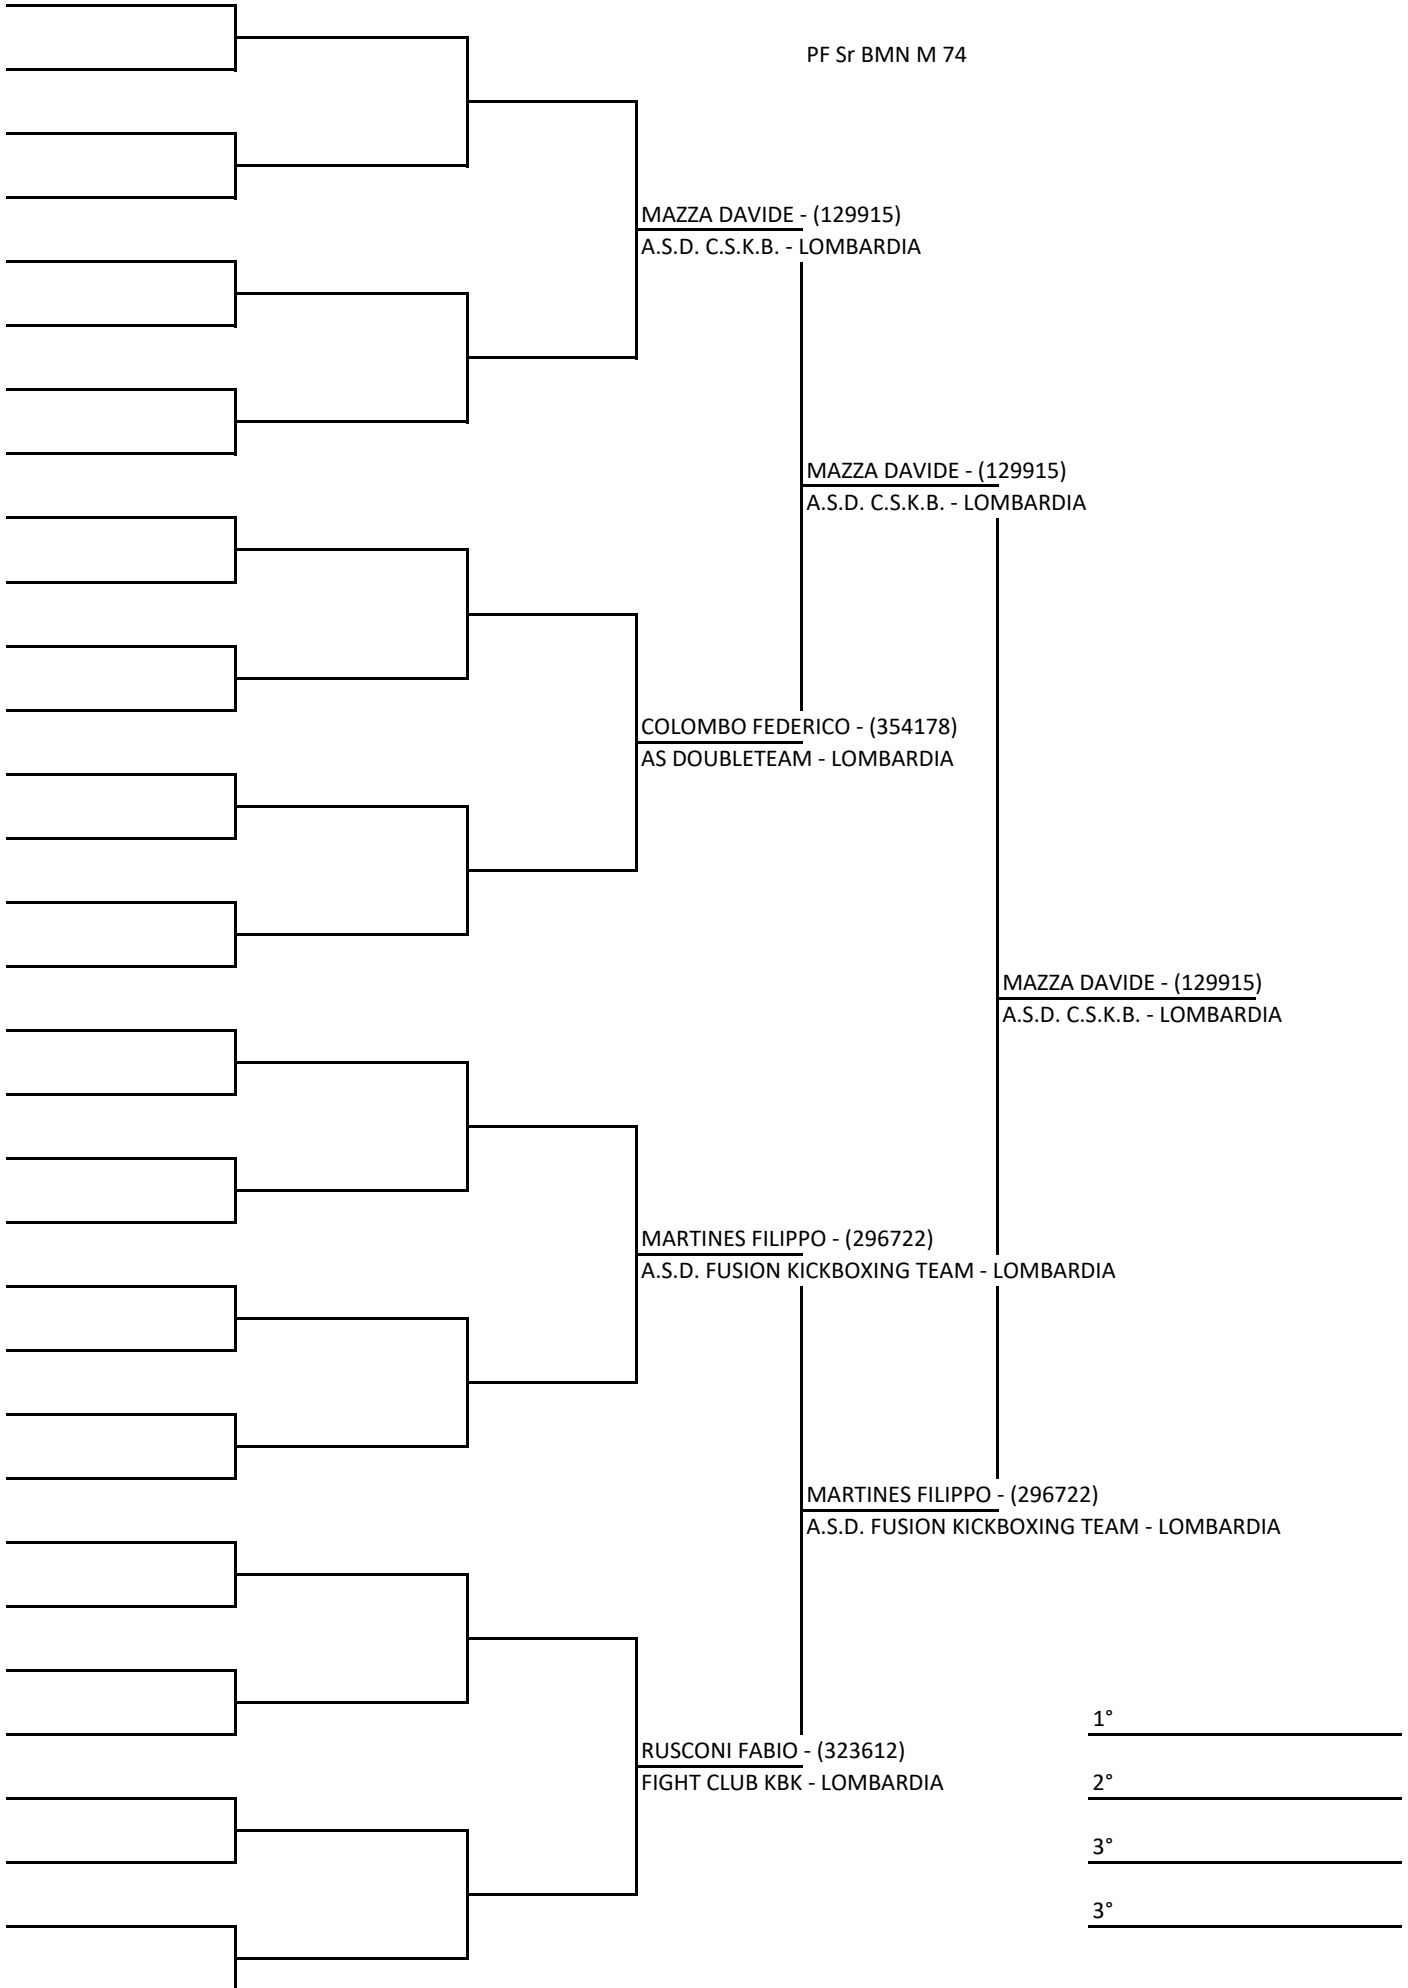 PF Sr BMN M 74
MAZZA DAVIDE - (129915)
A.S.D. C.S.K.B. - LOMBARDIA
MAZZA DAVIDE - (129915)
A.S.D. C.S.K.B. - LOMBARDIA
COLOMBO FEDERICO - (354178)
AS DOUBLETEAM - LOMBARDIA
MAZZA DAVIDE - (129915)
A.S.D. C.S.K.B. - LOMBARDIA
MARTINES FILIPPO - (296722)
A.S.D. FUSION KICKBOXING TEAM - LOMBARDIA
MARTINES FILIPPO - (296722)
A.S.D. FUSION KICKBOXING TEAM - LOMBARDIA
RUSCONI FABIO - (323612)
FIGHT CLUB KBK - LOMBARDIA
1°
2°
3°
3°